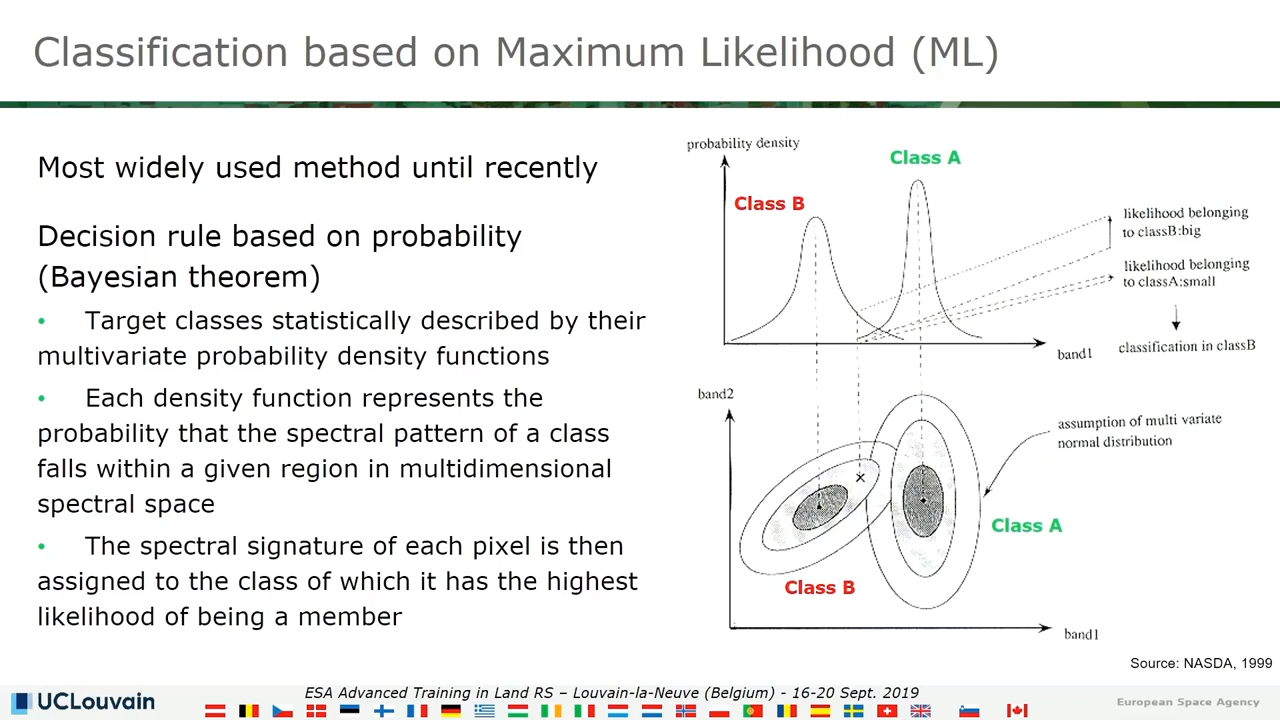 Classification based on Maximum Likelihood (ML)
Most widely used method until recently
Decision rule based on probability
(Bayesian theorem)
• Target classes statistically described by their
multivariate probability density functions
• Each density function represents the
probability that the spectral pattern of a class
falls within a given region in multidimensional
spectral space
• The spectral signature of each pixel is then
assigned to the class of which it has the highest
likelihood of being a member
probability density
Class A
Class B
likelihood belonging
to classB:big
likelihood belonging
to classA:small
classification in classB
band1
band2
assumption of multi variate
normal distribution
Class A
Class B
band1
Source: NASDA, 1999
UCLouvain
ESA Advanced Training in Land RS – Louvain-la-Neuve (Belgium) - 16-20 Sept. 2019
European Space Agency